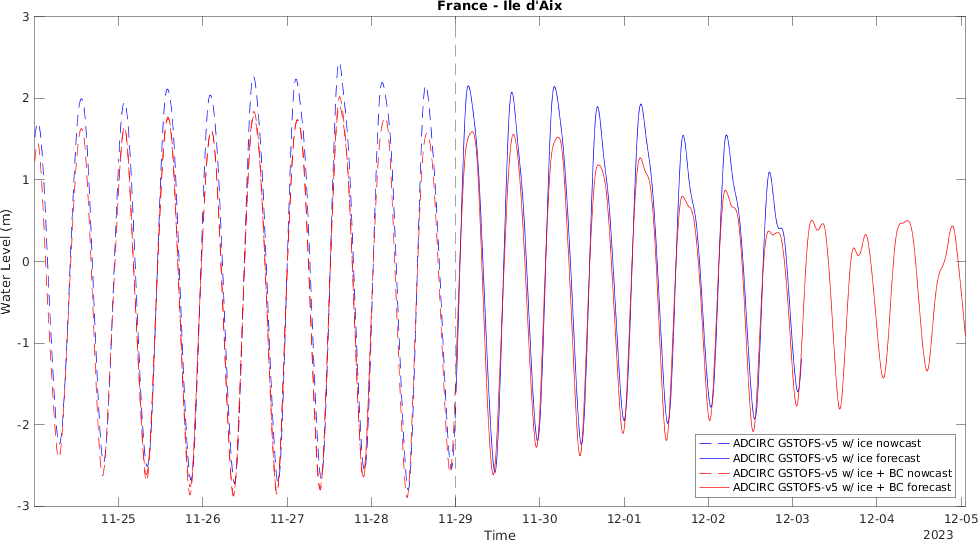 France - Ile d'Aix
3
2
1
0
-1
-2
-3
Water Level (m)
ADCIRC GSTOFS-v5 w/ ice nowcast
ADCIRC GSTOFS-v5 w/ ice forecast
ADCIRC GSTOFS-v5 w/ ice + BC nowcast
ADCIRC GSTOFS-v5 w/ ice + BC forecast
11-25 11-26 11-27 11-28 11-29 11-30 12-01 12-02 12-03 12-04 12-05
Time
2023